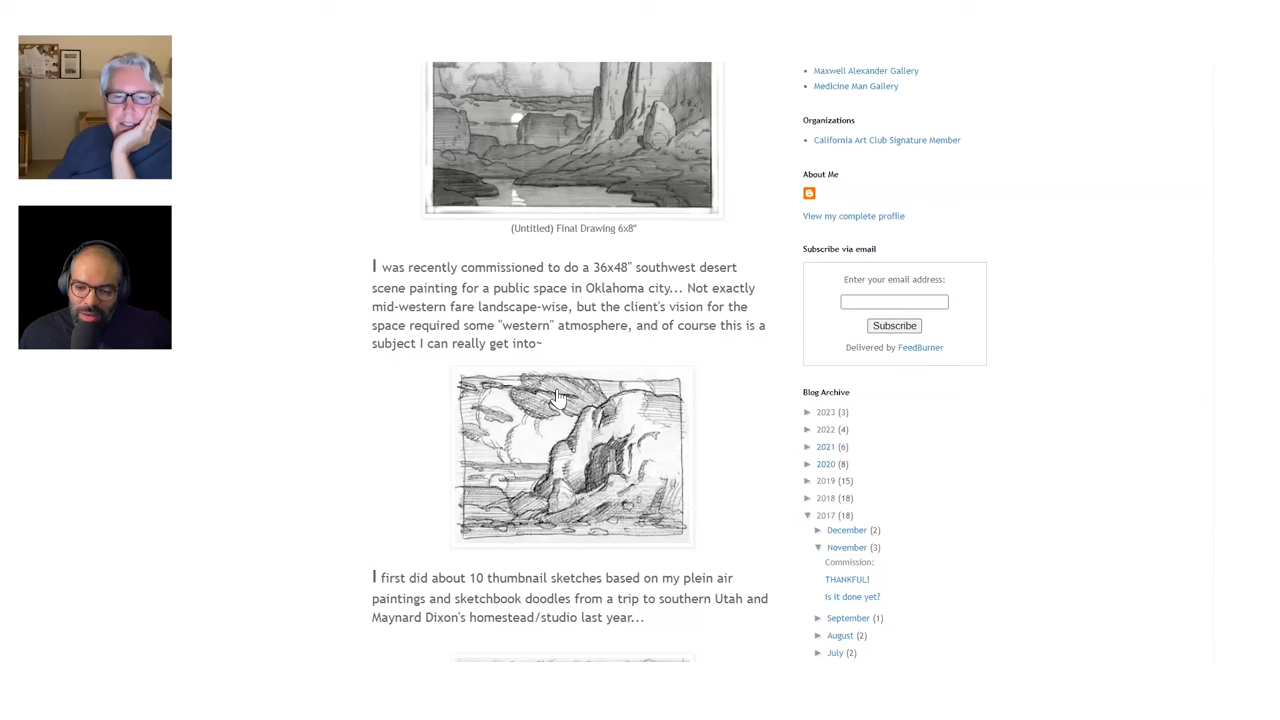 (Untitled) Final Drawing 6x8"
I was recently commissioned to do a 36x48" southwest desert
scene painting for a public space in Oklahoma city... Not exactly
mid-western fare landscape-wise, but the client's vision for the
space required some "western" atmosphere, and of course this is a
subject I can really get into~
I first did about 10 thumbnail sketches based on my plein air
paintings and sketchbook doodles from a trip to southern Utah and
Maynard Dixon's homestead/studio last year...
Maxwell Alexander Gallery
Medicine Man Gallery
Organizations
California Art Club Signature Member
About Me
View my complete profile
Subscribe via email
Enter your email address:
Subscribe
Delivered by FeedBurner
Blog Archive
► 2023 (3)
► 2022 (4)
► 2021 (6)
► 2020 (8)
► 2019 (15)
► 2018 (18)
▼ 2017 (18)
► December (2)
▼ November (3)
Commission:
THANKFUL!
Is it done yet?
► September (1)
► August (2)
► July (2)